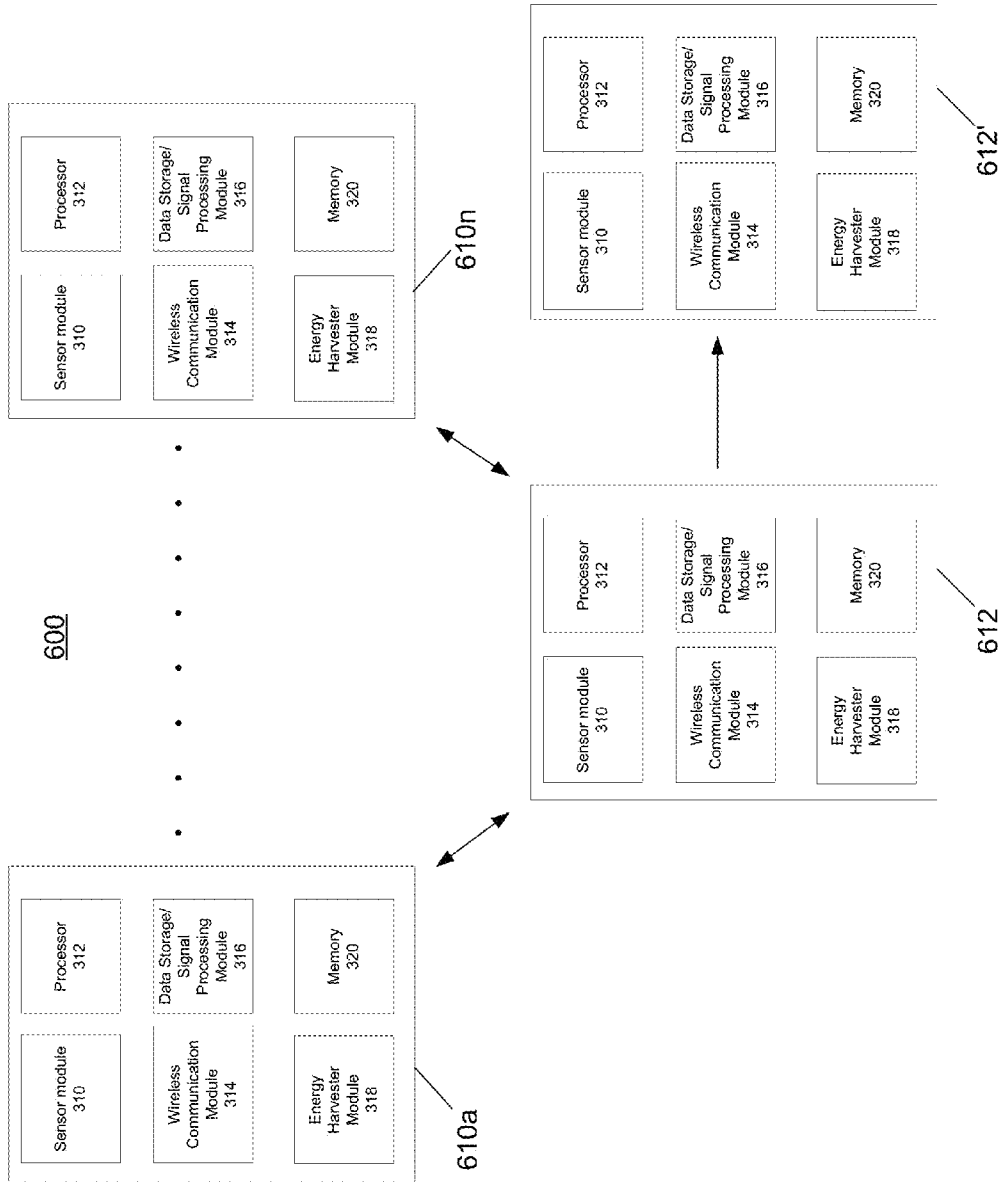 600
Sensor module
310
Processor
312
Wireless
Communication
Module
314
Data Storage/
Signal
Processing
Module
316
Energy
Harvester
Module
318
Memory
320
610a
Sensor module
310
Processor
312
Wireless
Communication
Module
314
Data Storage/
Signal
Processing
Module
316
Energy
Harvester
Module
318
Memory
320
610n
Sensor module
310
Processor
312
Wireless
Communication
Module
314
Data Storage/
Signal
Processing
Module
316
Energy
Harvester
Module
318
Memory
320
612
Sensor module
310
Processor
312
Wireless
Communication
Module
314
Data Storage/
Signal
Processing
Module
316
Energy
Harvester
Module
318
Memory
320
612'